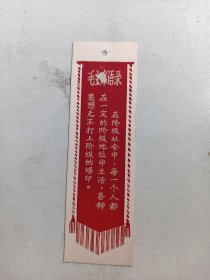 毛主席语录
在阶级社会中，每一个人都
在一定的阶级地位中生活，各种
思想无不打上阶级的烙印。